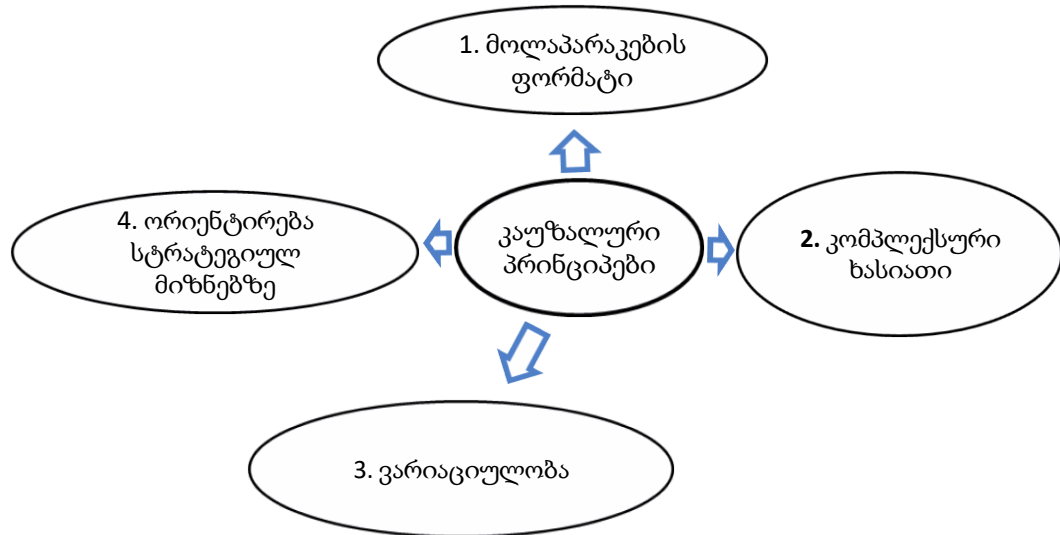 1. მოლაპარაკების
ფორმატი
კაუზალური
პრინციპები
2. კომპლექსური
ხასიათი
3. ვარიაციულობა
4. ორიენტირება
სტრატეგიულ
მიზნებზე